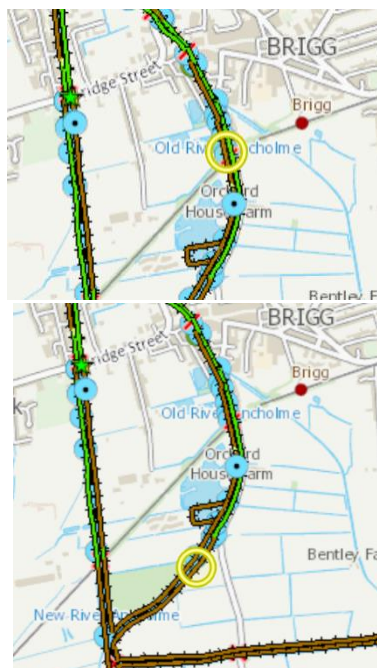 BRIGG
ridge Street
Brigg
Old River Ancholme
Orchard
House Farm
Bentley F
BRIGG
ridge Street
k
Brigg
Old River Ancholme
Orchard
House Farm
Bentley Fa
New River Ancholme